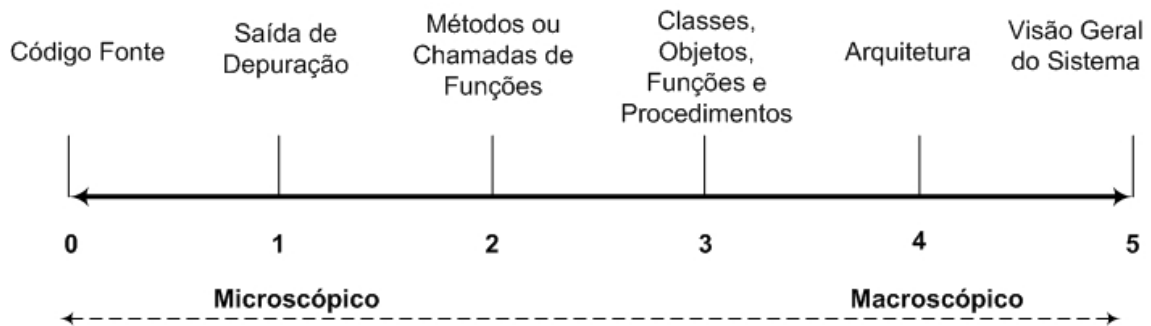 Código Fonte
Saída de
Depuração
Métodos ou
Chamadas de
Funções
Classes,
Objetos,
Funções e
Procedimentos
Arquitetura
Visão Geral
do Sistema
0 1 2 3 4 5
Microscópico Macroscópico